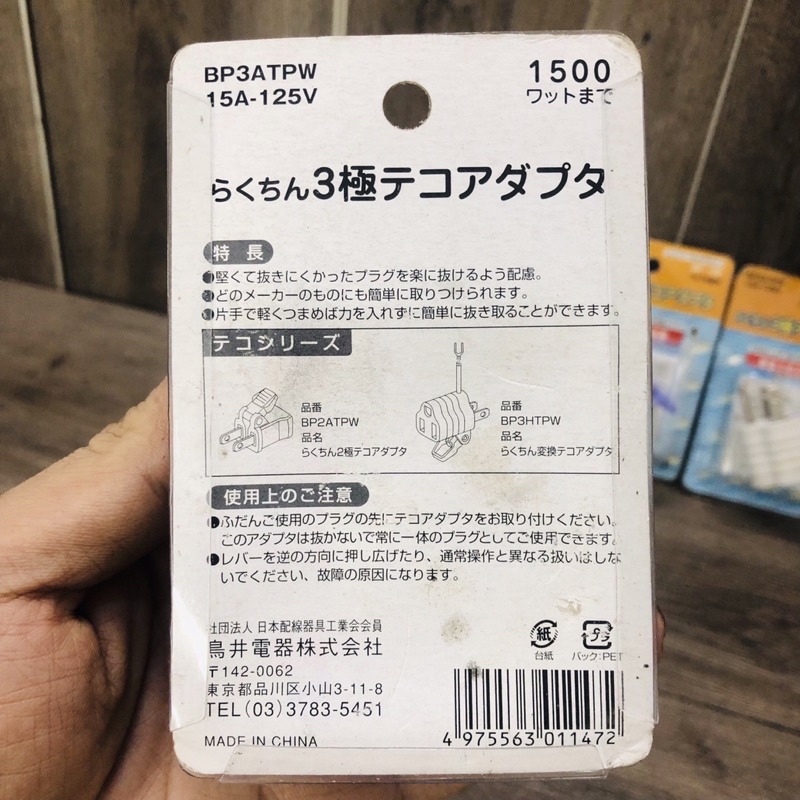 BP3ATPW
15A-125V
1500
ワットまで
らくちん3極テコアダプタ
特長
●堅くて抜きにくかったプラグを楽に抜けるよう配慮。
●どのメーカーのものにも簡単に取りつけられます。
●片手で軽くつまめば力を入れずに簡単に抜き取ることができます。
テコシリーズ
品番
BP2ATPW
品名
らくちん2極テコアダプタ
品番
BP3HTPW
品名
らくちん変換テコアダプタ
使用上のご注意
●ふだんご使用のプラグの先にテコアダプタをお取り付けください。
このアダプタは抜かないで常に一体のプラグとしてご使用できます。
●レバーを逆の方向に押し広げたり、通常操作と異なる扱いはしな
いでください、故障の原因になります。
社団法人 日本配線器具工業会会員
鳥井電器株式会社
〒142-0062
東京都品川区小山3-11-8
TEL(03)3783-5451
MADE IN CHINA
紙
台紙
プラ
パック:PET
4 975563 011472